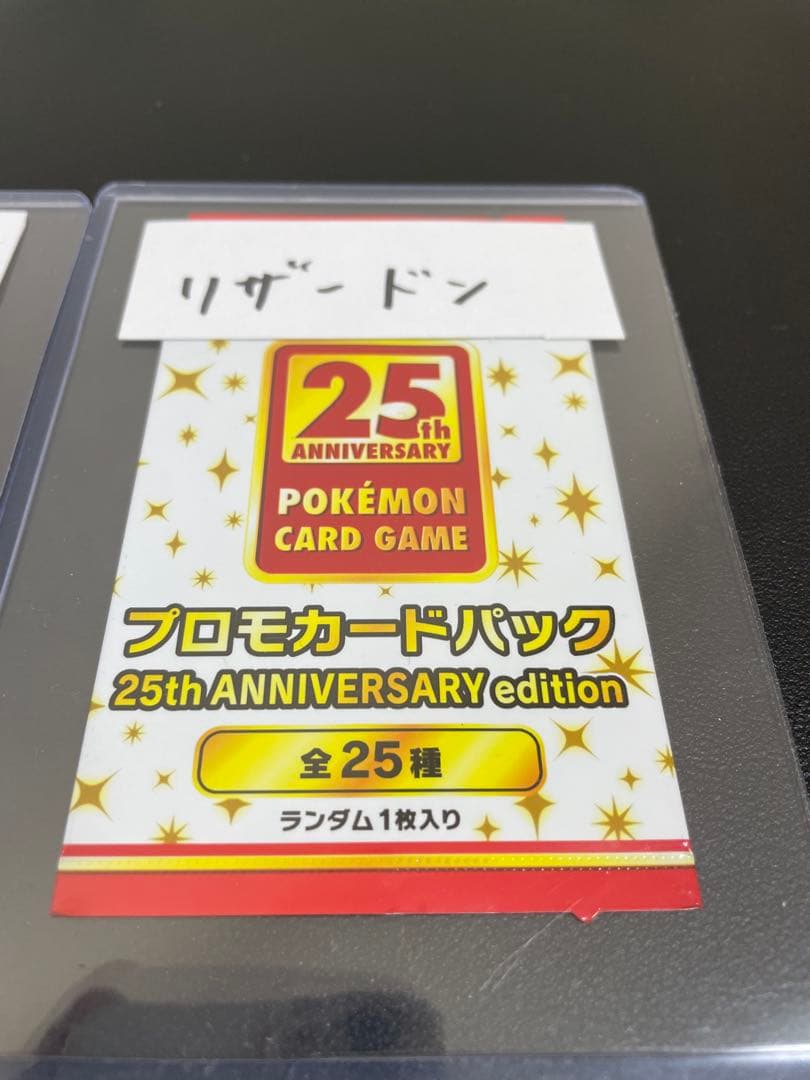 リザードン
25th
ANNIVERSARY
POKÉMON
CARD GAME
プロモカードパック
25th ANNIVERSARY edition
全25種
ランダム1枚入り